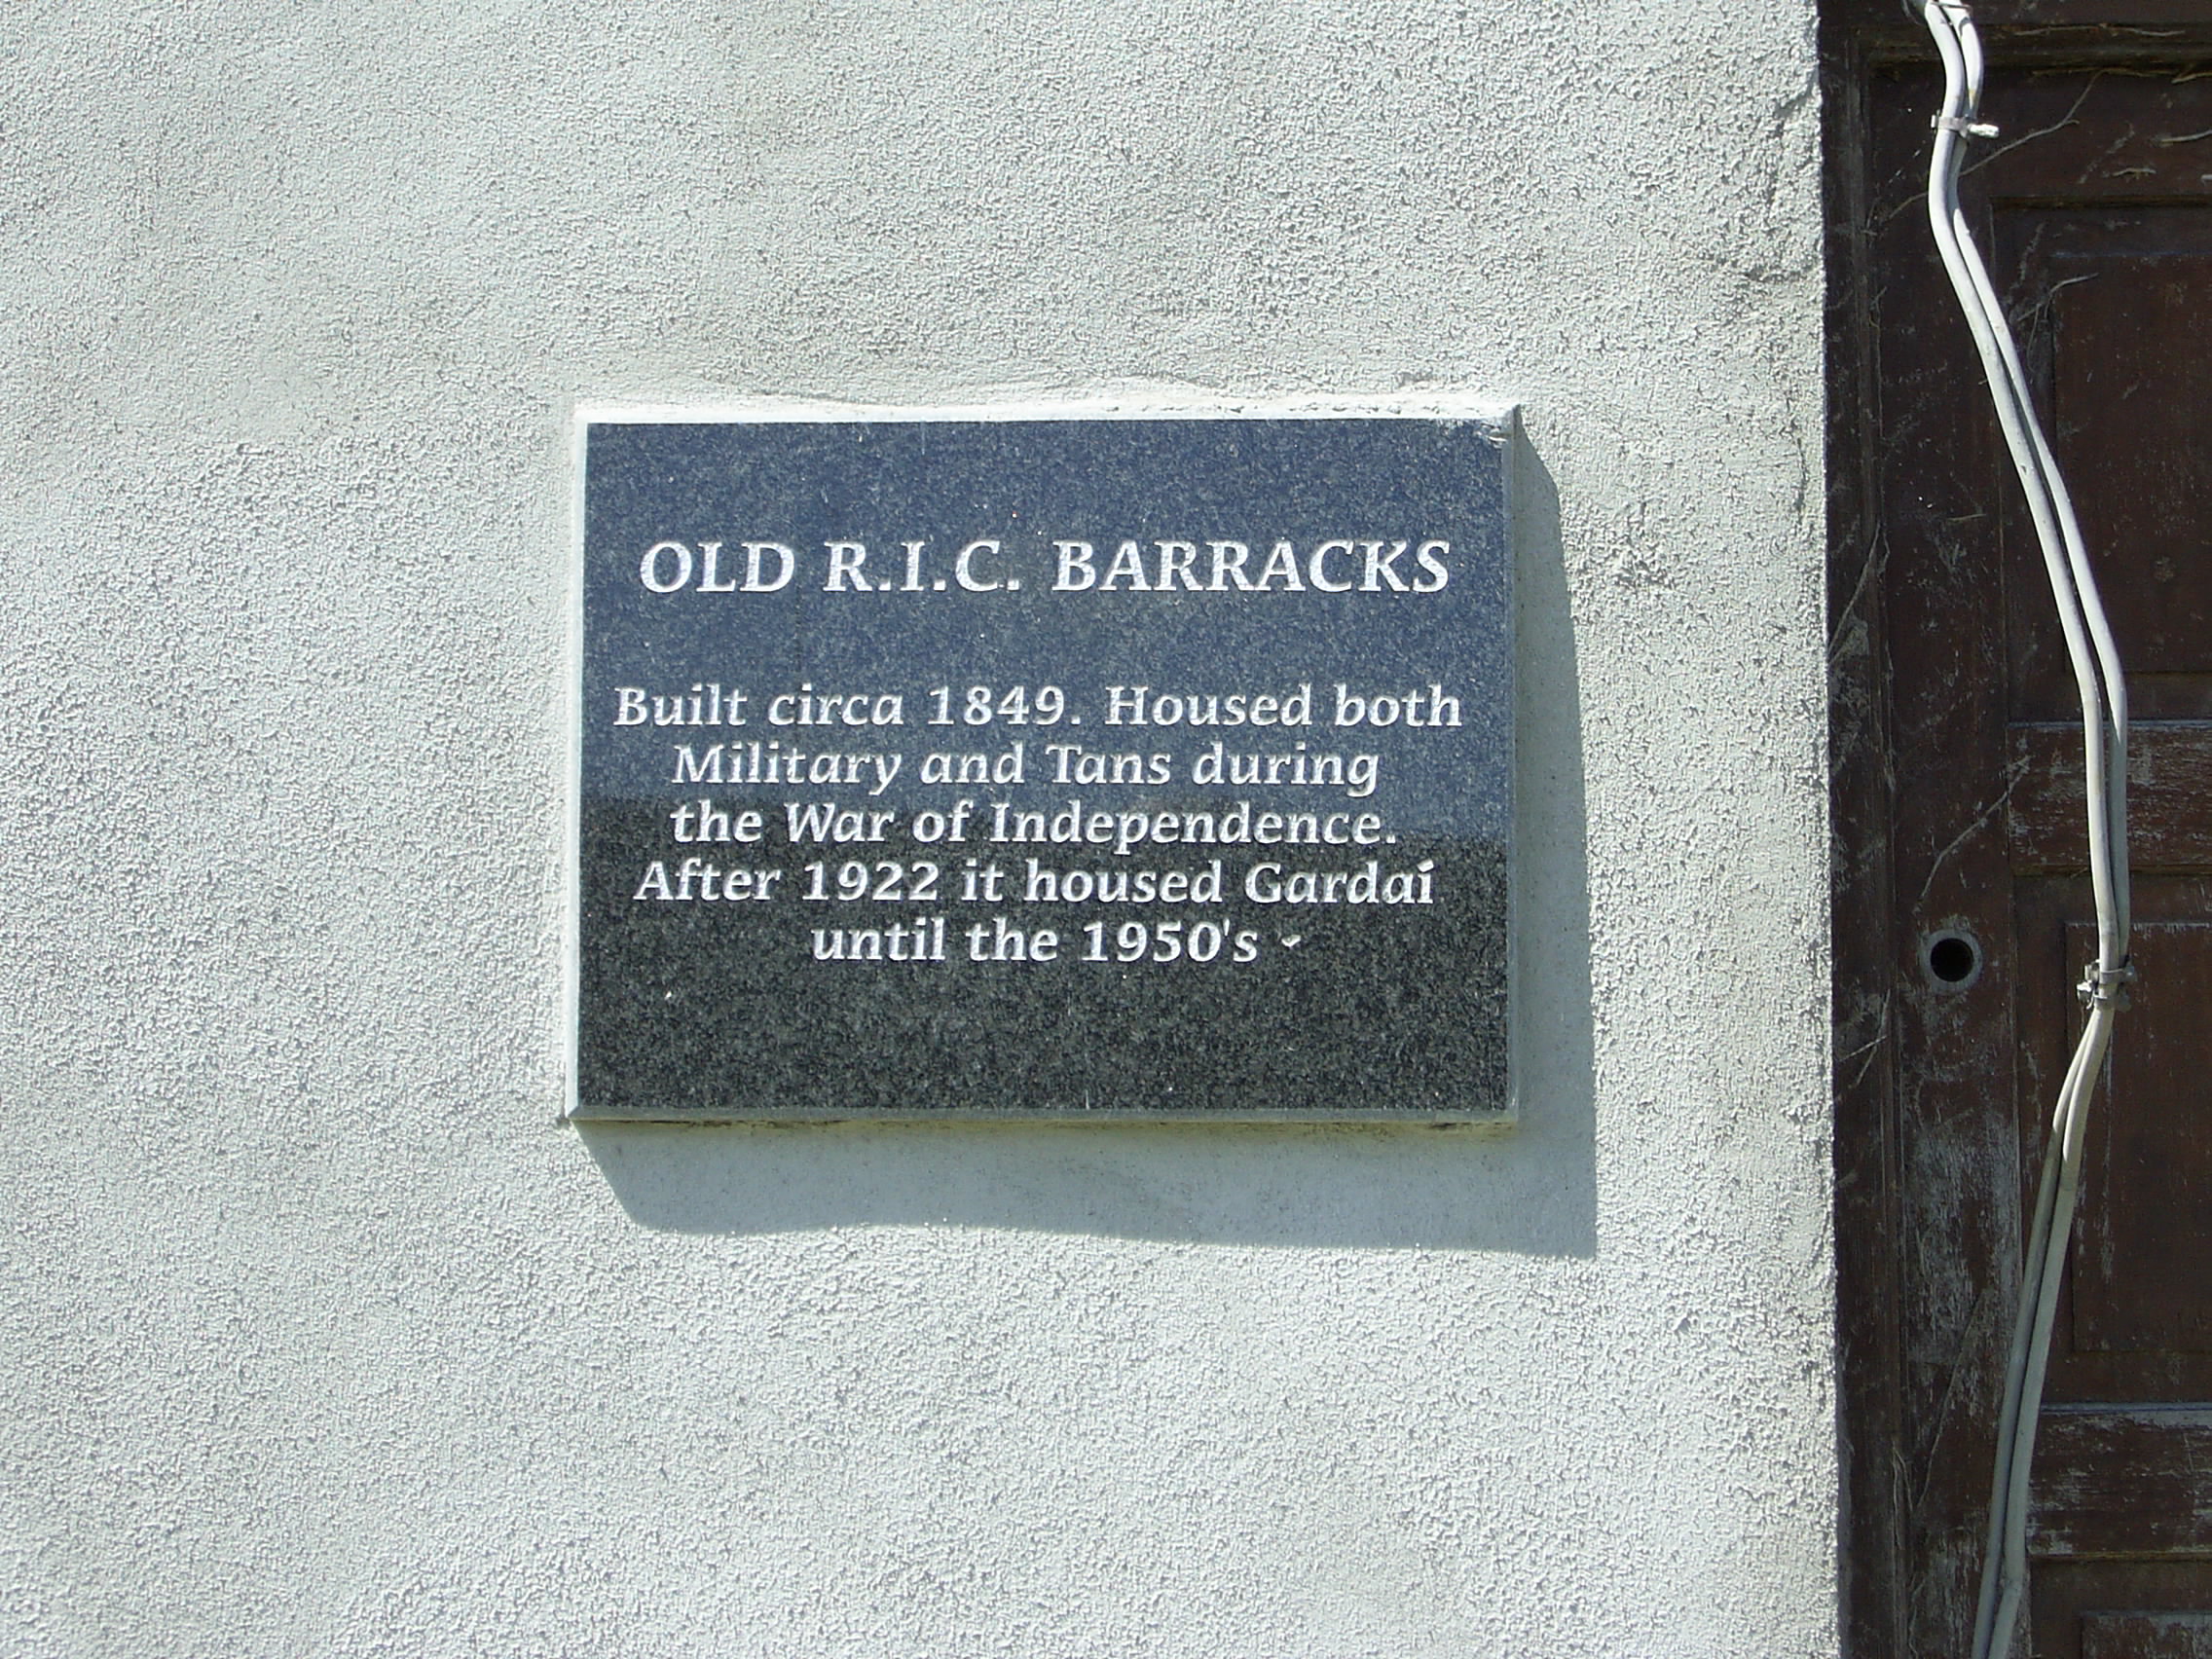 OLD R.I.C. BARRACKS
Built circa 1849. Housed both
Military and Tans during
the War of Independence.
After 1922 it housed Gardaí
until the 1950's